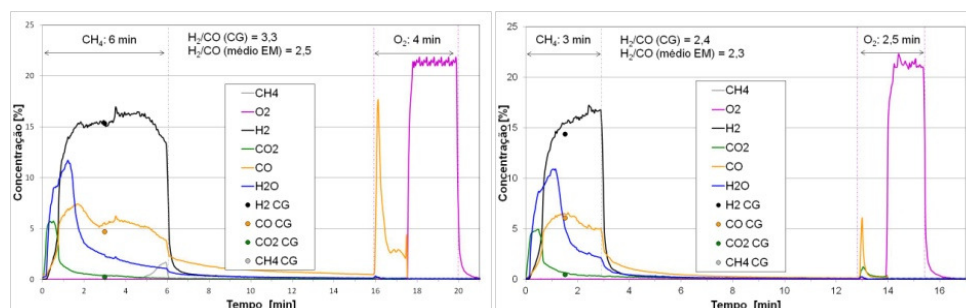 CH₄: 6 min
H₂/CO (CG) = 3,3
H₂/CO (médio EM) = 2,5
O₂: 4 min
Concentração [%]
25
20
15
10
5
0
CH4
O2
H2
CO2
CO
H2O
H2 CG
CO CG
CO2 CG
CH4 CG
0 2 4 6 8 10 12 14 16 18 20
Tempo [min]
CH₄: 3 min
H₂/CO (CG) = 2,4
H₂/CO (médio EM) = 2,3
O₂: 2,5 min
Concentração [%]
25
20
15
10
5
0
CH4
O2
H2
CO2
CO
H2O
H2 CG
CO CG
CO2 CG
CH4 CG
0 2 4 6 8 10 12 14 16
Tempo [min]